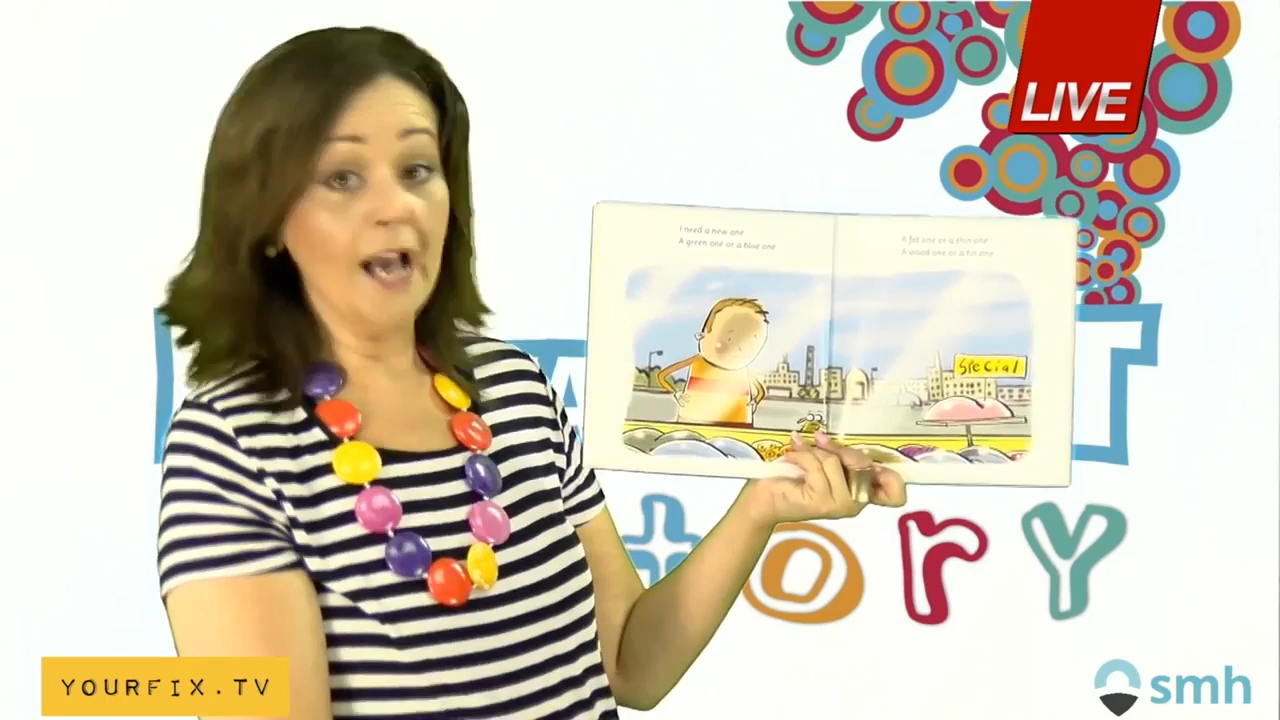 LIVE
I need a new one
A green one or a blue one
A fat one or a thin one
A wood one or a tin one
Special
ory
YOURFIX.TV
smh